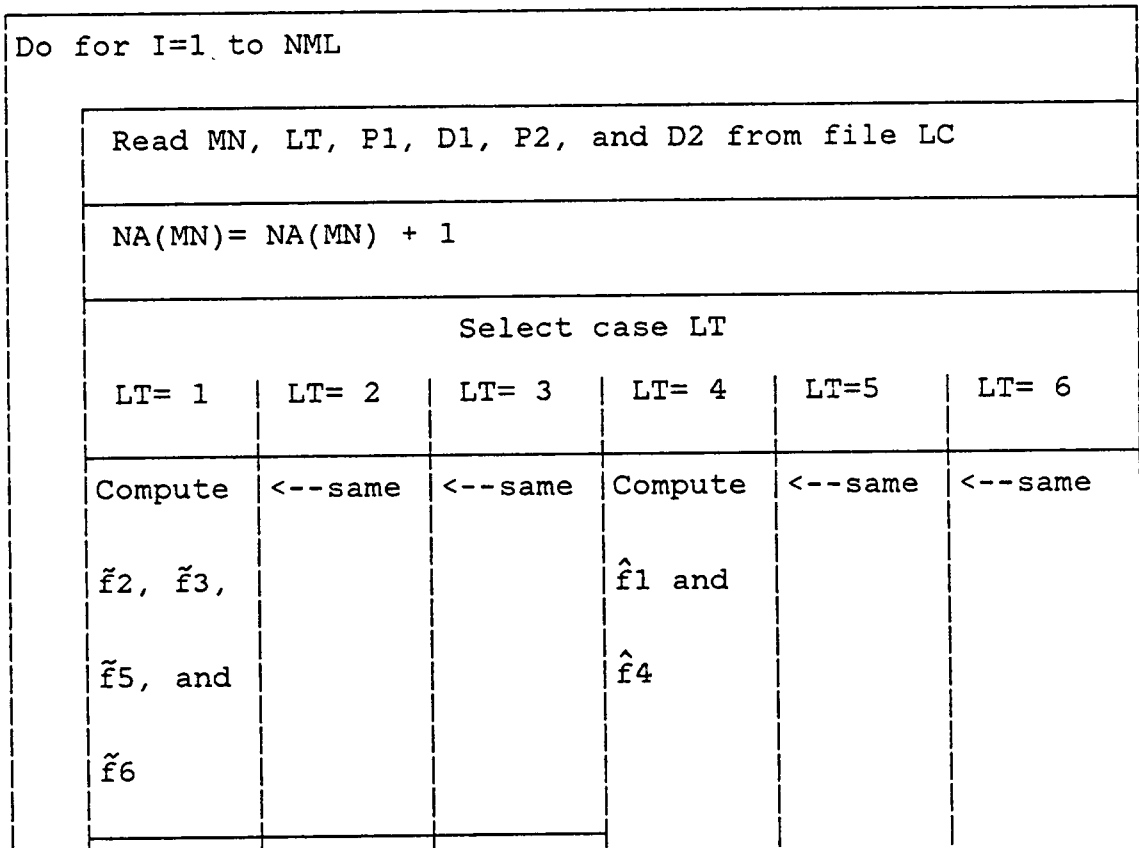 Do for I=1 to NML
Read MN, LT, P1, D1, P2, and D2 from file LC
NA(MN)= NA(MN) + 1
Select case LT
LT= 1 | LT= 2 | LT= 3 | LT= 4 | LT=5 | LT= 6
Compute <--same <--same Compute <--same <--same
f̃2, f̃3, f̂1 and
f̃5, and f̂4
f̃6